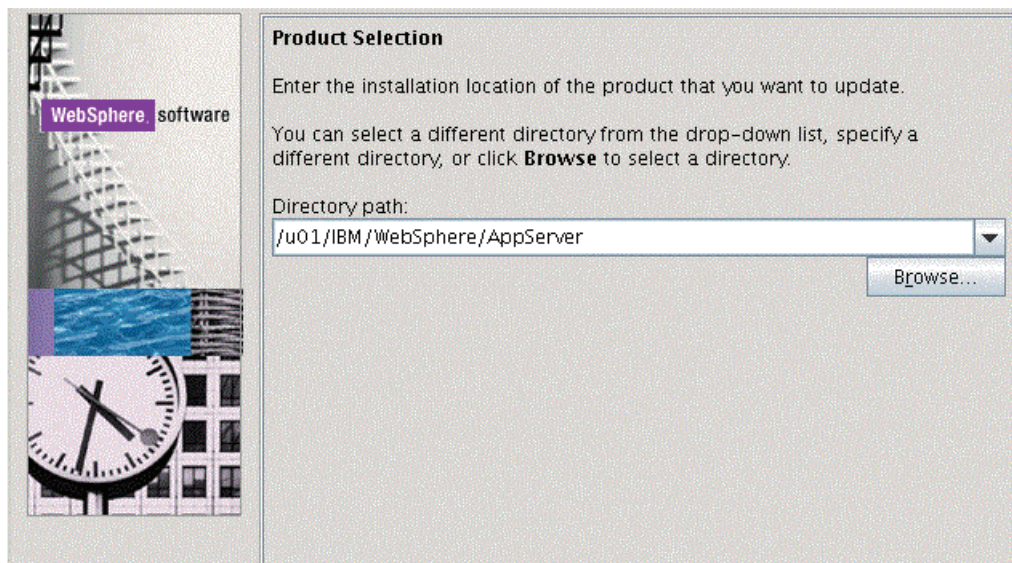 WebSphere. software
Product Selection
Enter the installation location of the product that you want to update.
You can select a different directory from the drop-down list, specify a
different directory, or click Browse to select a directory.
Directory path:
/u01/IBM/WebSphere/AppServer
Browse...